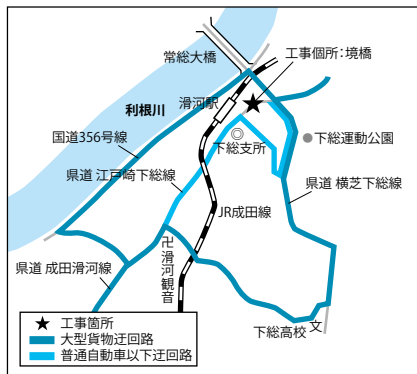 常総大橋
工事個所：境橋
滑河駅
利根川
国道356号線
下総支所
下総運動公園
県道 江戸崎下総線
県道 横芝下総線
JR成田線
卍滑河観音
県道 成田滑河線
下総高校 文
★ 工事箇所
大型貨物迂回路
普通自動車以下迂回路